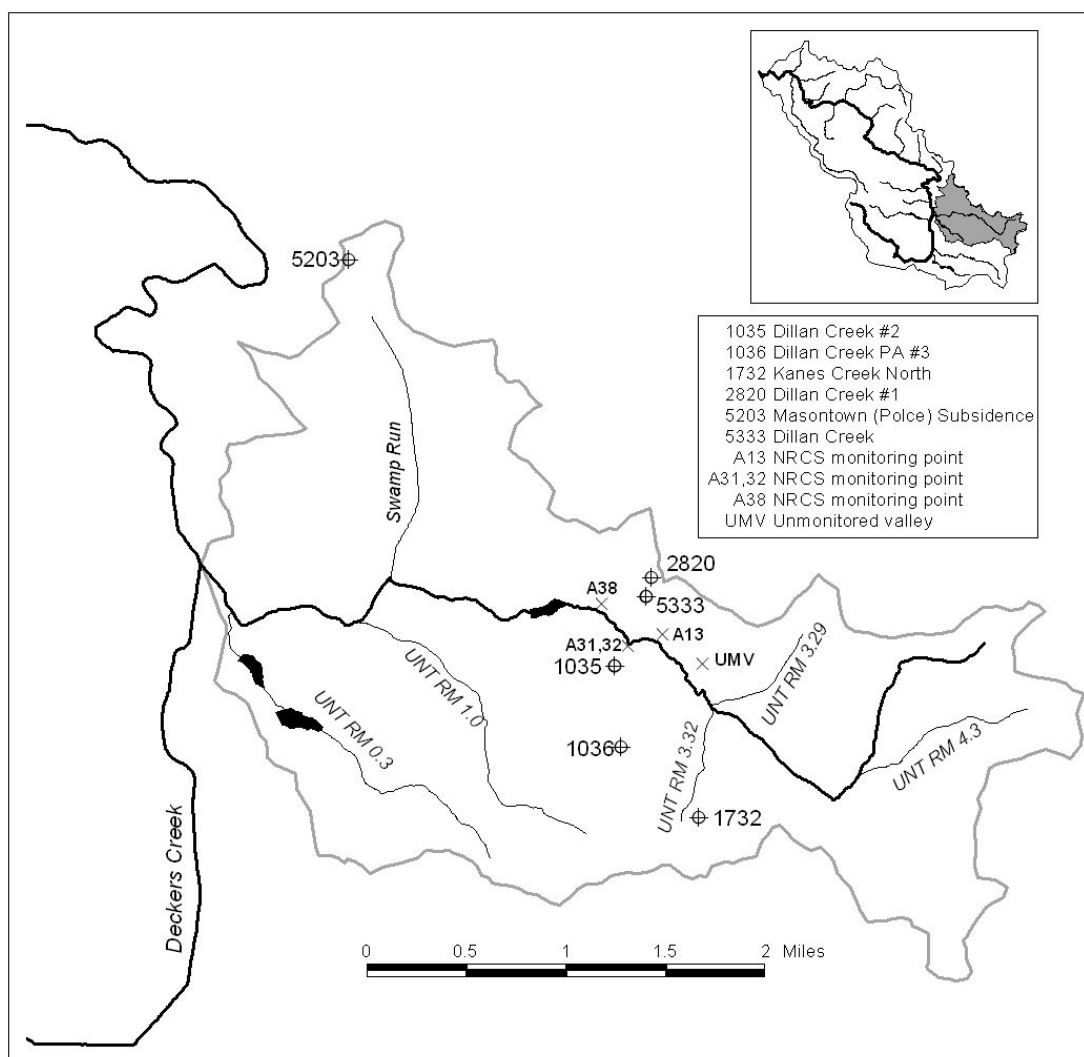 1035 Dillan Creek #2
1036 Dillan Creek PA #3
1732 Kanes Creek North
2820 Dillan Creek #1
5203 Masontown (Polce) Subsidence
5333 Dillan Creek
A13 NRCS monitoring point
A31,32 NRCS monitoring point
A38 NRCS monitoring point
UMV Unmonitored valley
5203
Swamp Run
2820
A38
5333
A13
A31,32
1035
UMV
UNT RM 3.29
UNT RM 1.0
UNT RM 0.3
1036
UNT RM 3.32
UNT RM 4.3
1732
Deckers Creek
0 0.5 1 1.5 2 Miles